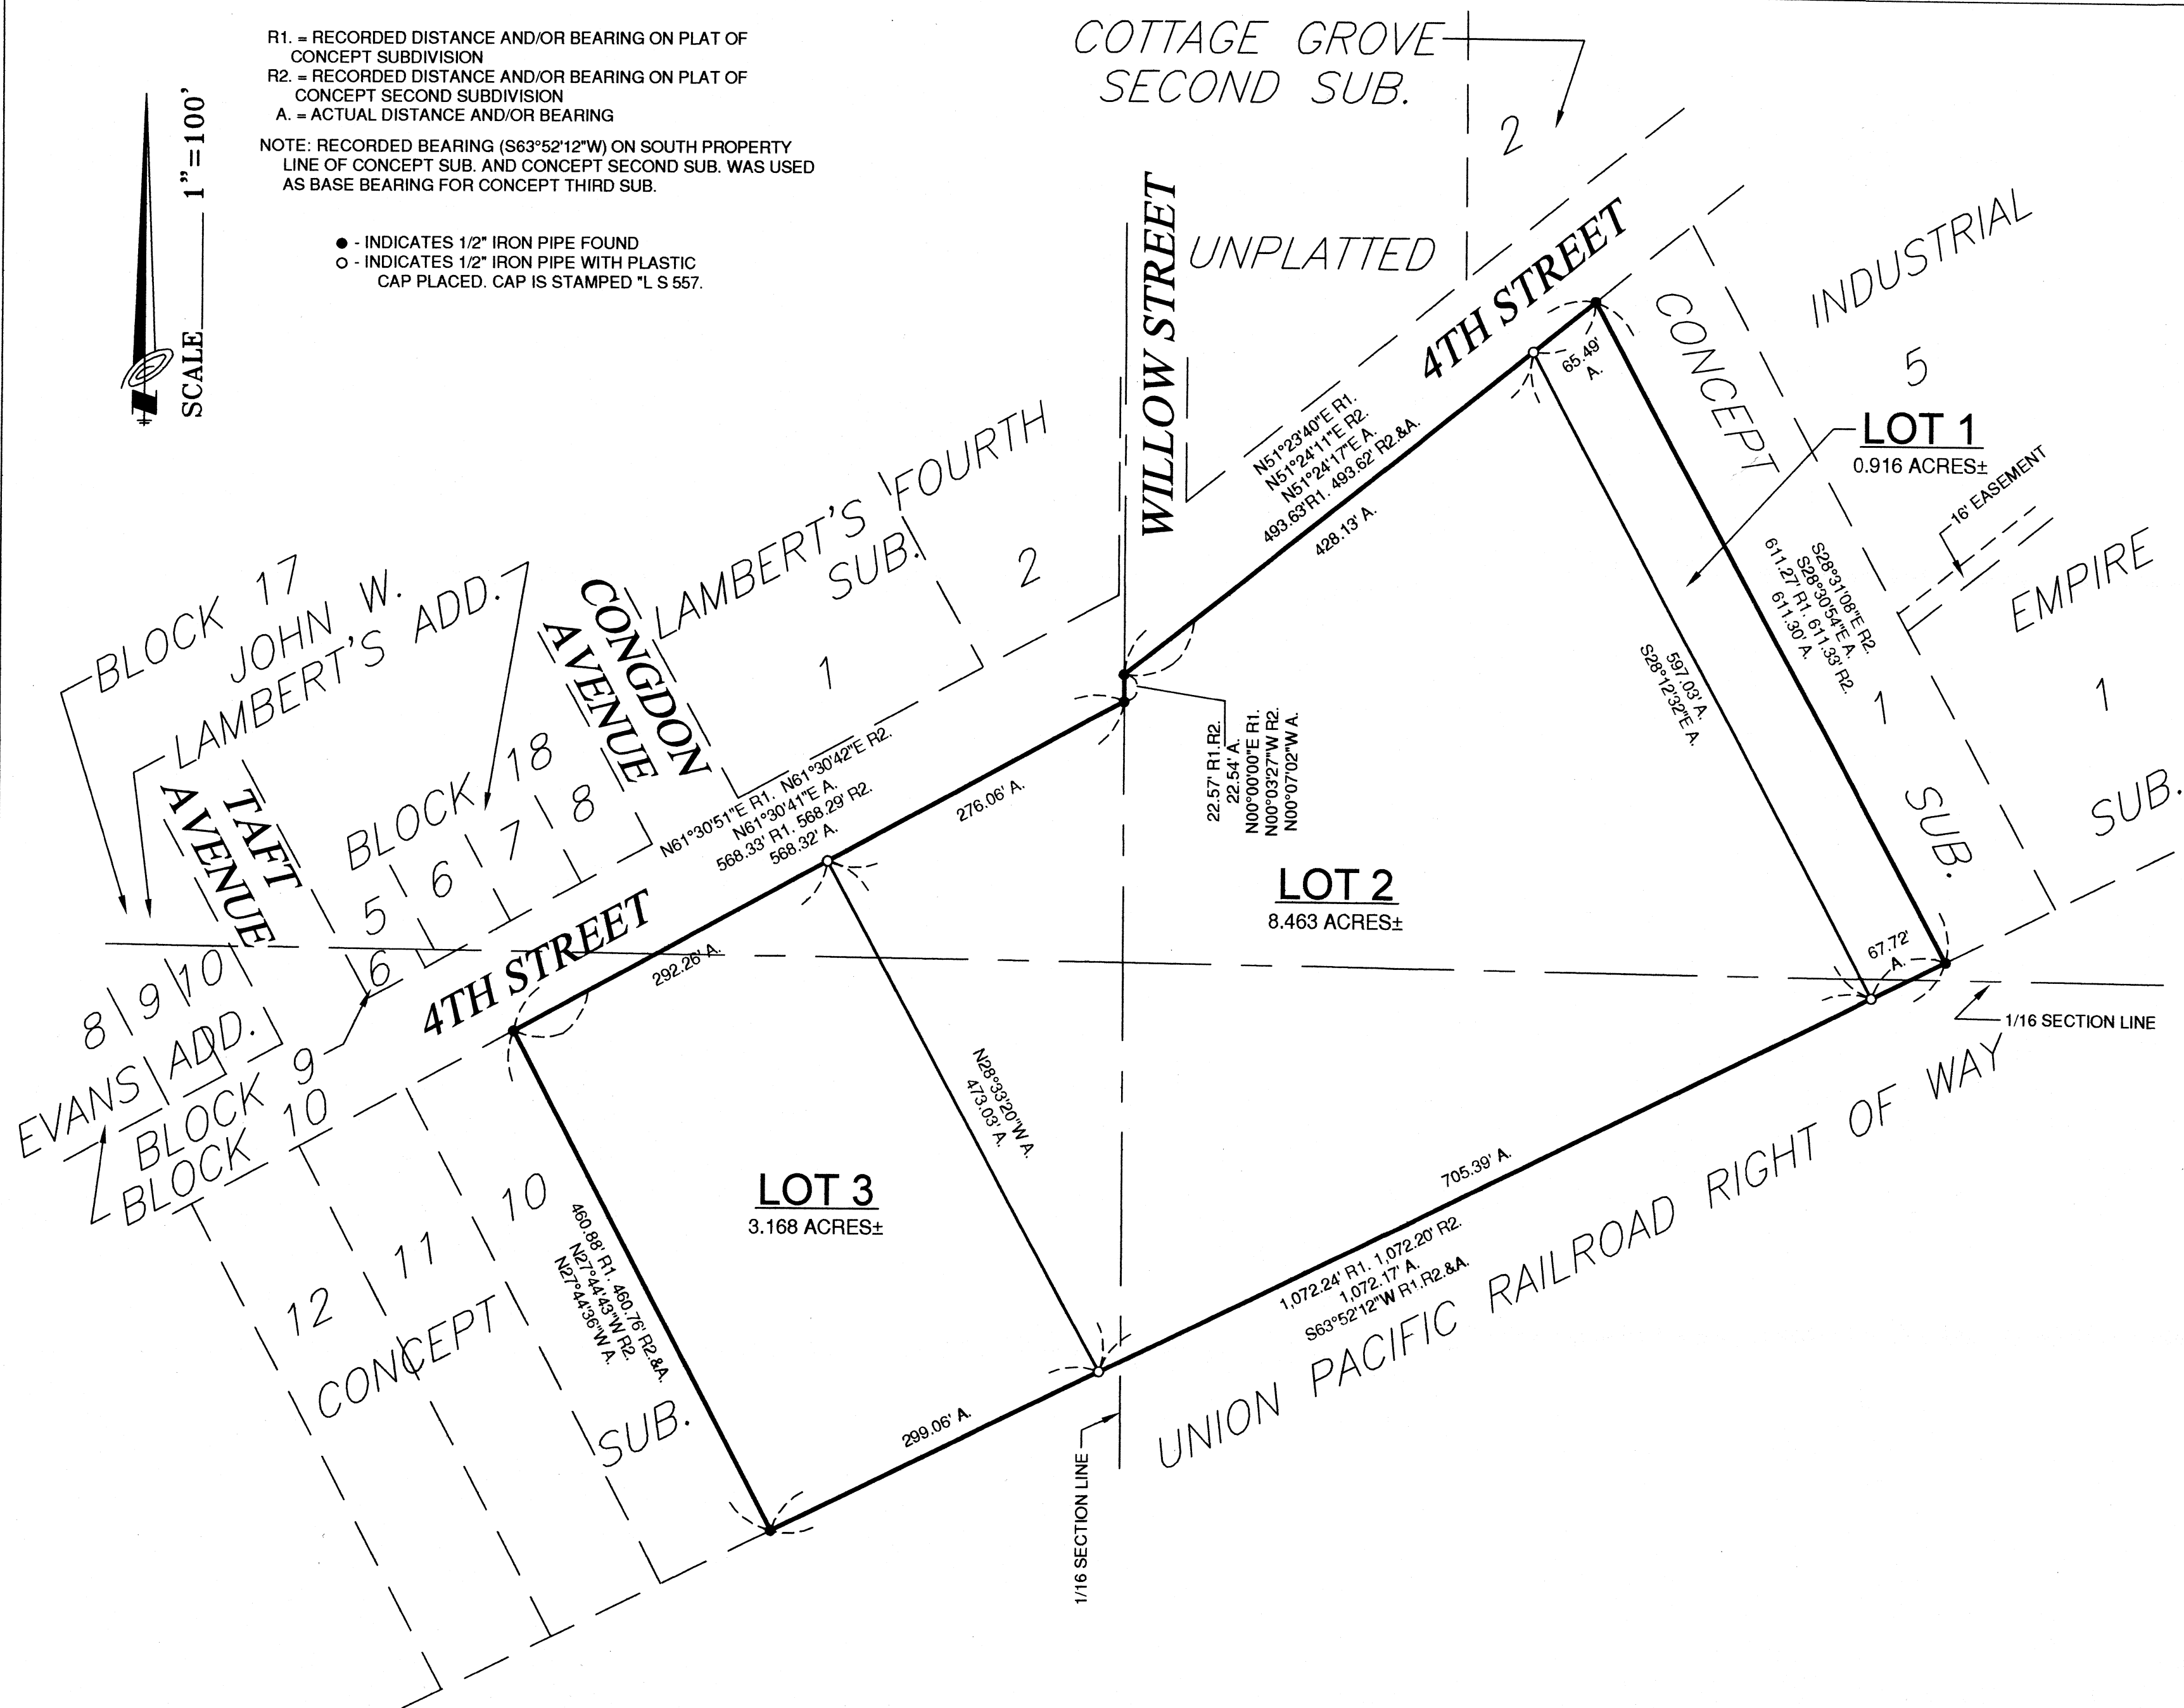 R1. = RECORDED DISTANCE AND/OR BEARING ON PLAT OF
CONCEPT SUBDIVISION
R2. = RECORDED DISTANCE AND/OR BEARING ON PLAT OF
CONCEPT SECOND SUBDIVISION
A. = ACTUAL DISTANCE AND/OR BEARING
NOTE: RECORDED BEARING (S63°52'12"W) ON SOUTH PROPERTY
LINE OF CONCEPT SUB. AND CONCEPT SECOND SUB. WAS USED
AS BASE BEARING FOR CONCEPT THIRD SUB.
- INDICATES 1/2" IRON PIPE FOUND
- INDICATES 1/2" IRON PIPE WITH PLASTIC
CAP PLACED. CAP IS STAMPED "L S 557.
SCALE 1"=100'
COTTAGE GROVE
SECOND SUB.
2
UNPLATTED
WILLOW STREET
4TH STREET
INDUSTRIAL
5
CONCEPT
1
SUB.
LOT 1
0.916 ACRES±
16' EASEMENT
EMPIRE
1
SUB.
65.49'
A.
N51°23'40"E R1.
N51°24'11"E R2.
N51°24'17"E A.
493.63'R1. 493.62' R2.&A.
428.13' A.
S28°31'08"E R2.
S28°30'54"E A.
611.27' R1. 611.33' R2.
611.30' A.
597.03' A.
S28°12'32"E A.
LAMBERT'S FOURTH
SUB.
1
2
BLOCK 17
JOHN W.
LAMBERT'S ADD.
CONGDON
AVENUE
TAFT
AVENUE
BLOCK 18
5
6
7
8
N61°30'51"E R1. N61°30'42"E R2.
N61°30'41"E A.
568.33' R1. 568.29' R2.
568.32' A.
276.06' A.
22.57' R1.R2.
22.54' A.
N00°00'00"E R1.
N00°03'27"W R2.
N00°07'02"W A.
LOT 2
8.463 ACRES±
67.72'
A.
1/16 SECTION LINE
4TH STREET
292.26' A.
6
8
9
10
EVANS ADD.
BLOCK 9
BLOCK 10
N28°33'20"W A.
473.03' A.
LOT 3
3.168 ACRES±
460.88' R1. 460.76' R2.&A.
N27°44'43"W R2.
N27°44'36"W A.
10
11
12
CONCEPT
SUB.
705.39' A.
1,072.24' R1. 1,072.20' R2.
1,072.17' A.
S63°52'12"W R1.R2.&A.
299.06' A.
1/16 SECTION LINE
UNION PACIFIC RAILROAD RIGHT OF WAY